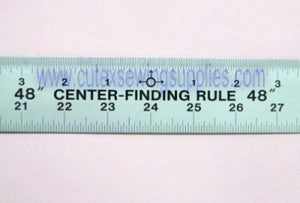 www.cutexsewingsupplies.com
3 2 1 1 2 3
48" CENTER-FINDING RULE 48"
21 22 23 24 25 26 27